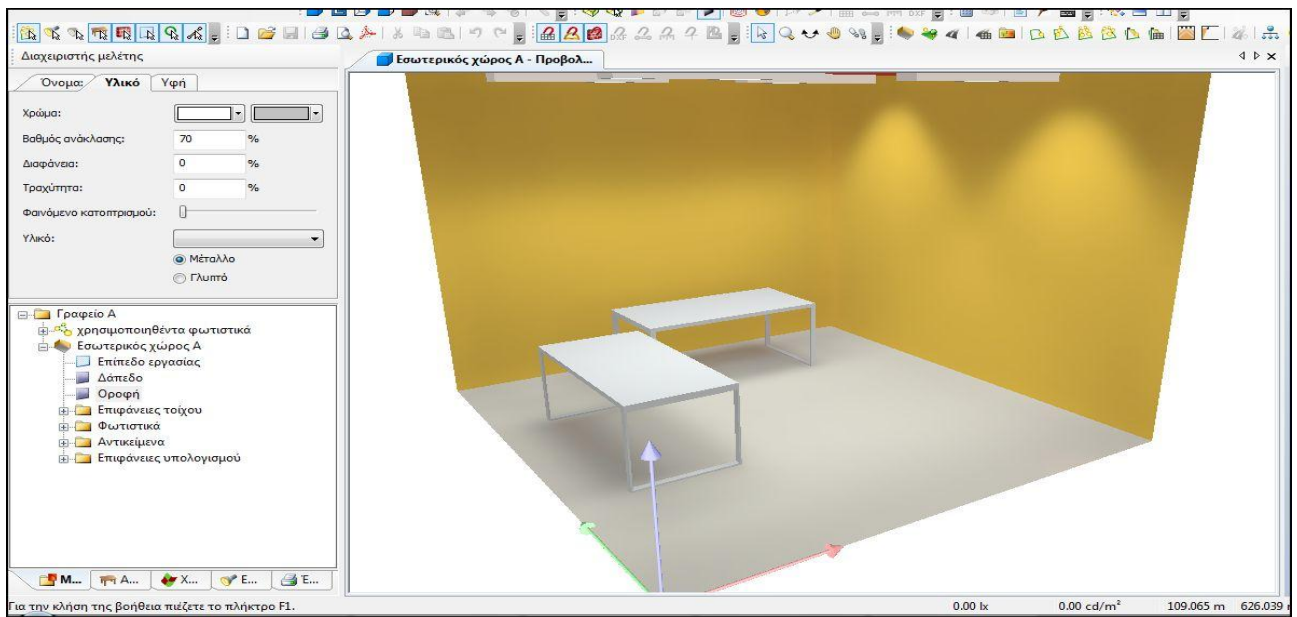 Διαχειριστής μελέτης
Εσωτερικός χώρος Α - Προβολ...
Όνομα: Υλικό Υφή
Χρώμα:
Βαθμός ανάκλασης: 70 %
Διαφάνεια: 0 %
Τραχύτητα: 0 %
Φαινόμενο κατοπτρισμού:
Υλικό:
Μέταλλο
Γλυπτό
Γραφείο Α
χρησιμοποιηθέντα φωτιστικά
Εσωτερικός χώρος Α
Επίπεδο εργασίας
Δάπεδο
Οροφή
Επιφάνειες τοίχου
Φωτιστικά
Αντικείμενα
Επιφάνειες υπολογισμού
Μ... Α... Χ... Ε... Έ...
Για την κλήση της βοήθεια πιέζετε το πλήκτρο F1. 0.00 lx 0.00 cd/m² 109.065 m 626.039